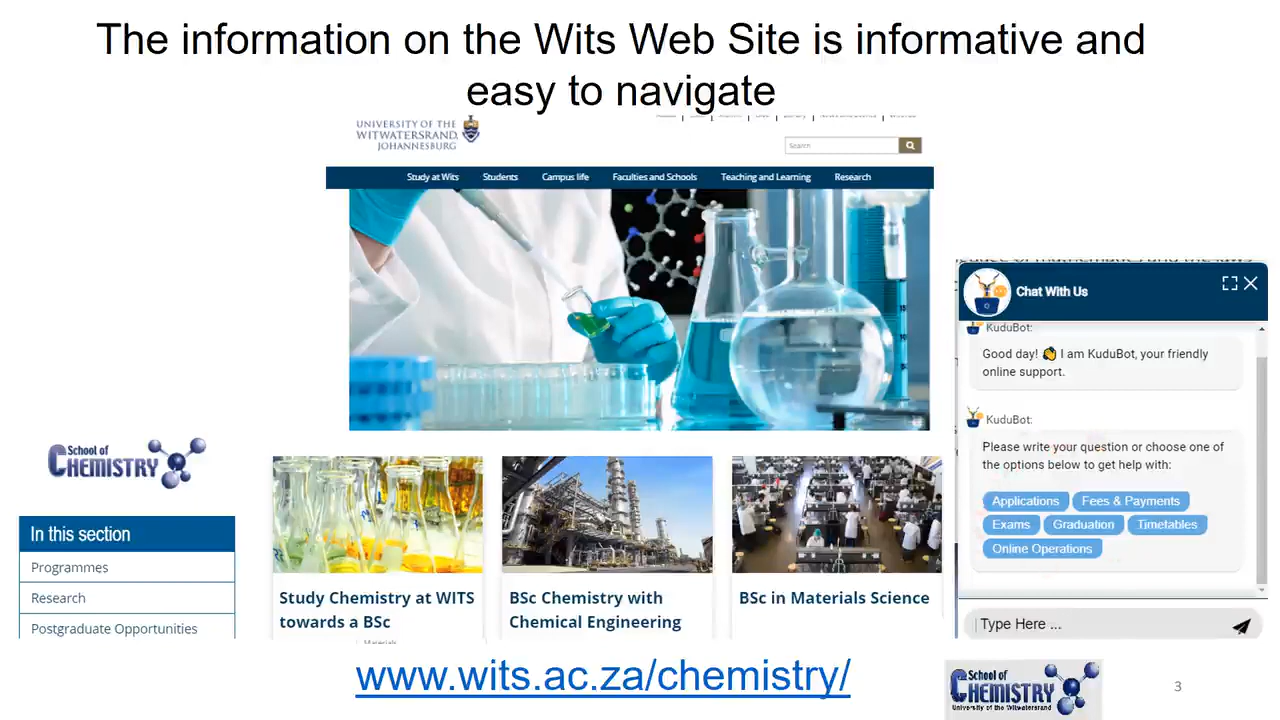 The information on the Wits Web Site is informative and
easy to navigate
UNIVERSITY OF THE
WITWATERSRAND,
JOHANNESBURG
Search
Study at Wits Students Campus life Faculties and Schools Teaching and Learning Research
Chat With Us
KuduBot:
Good day! I am KuduBot, your friendly
online support.
KuduBot:
Please write your question or choose one of
the options below to get help with:
Applications Fees & Payments
Exams Graduation Timetables
Online Operations
Type Here ...
School of
CHEMISTRY
In this section
Programmes
Research
Postgraduate Opportunities
Study Chemistry at WITS
towards a BSc
BSc Chemistry with
Chemical Engineering
BSc in Materials Science
www.wits.ac.za/chemistry/
School of
CHEMISTRY
University of the Witwatersrand
3